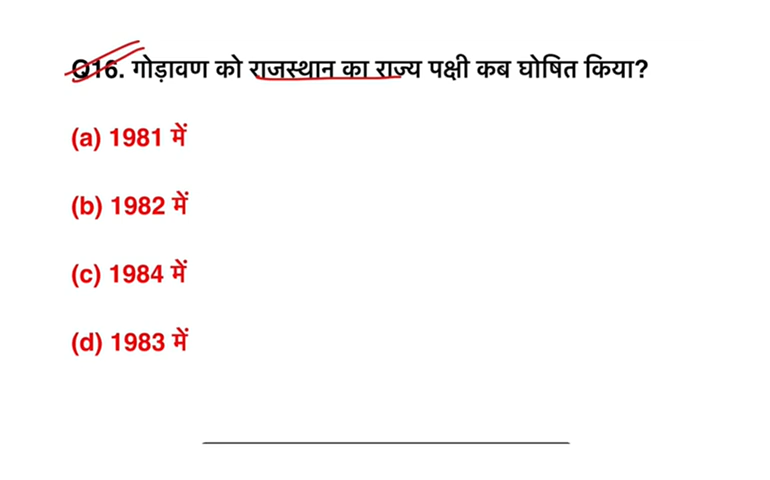 Q16. गोड़ावण को राजस्थान का राज्य पक्षी कब घोषित किया?
(a) 1981 में
(b) 1982 में
(c) 1984 में
(d) 1983 में